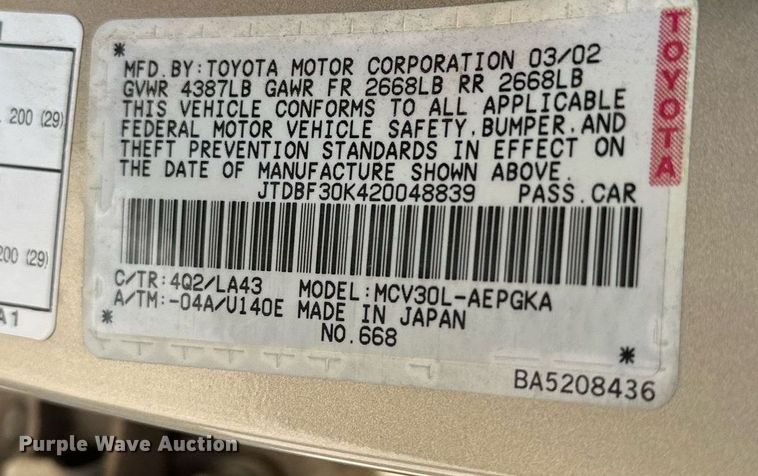 200 (29)
200 (29)
A1
* MFD. BY: TOYOTA MOTOR CORPORATION 03/02
GVWR 4387LB GAWR FR 2668LB RR 2668LB
THIS VEHICLE CONFORMS TO ALL APPLICABLE
FEDERAL MOTOR VEHICLE SAFETY, BUMPER, AND
THEFT PREVENTION STANDARDS IN EFFECT ON
THE DATE OF MANUFACTURE SHOWN ABOVE.
JTDBF30K420048839 PASS. CAR
C/TR: 4Q2/LA43 MODEL: MCV30L-AEPGKA
A/TM: -04A/U140E MADE IN JAPAN
* NO. 668 *
BA5208436
TOYOTA
Purple Wave Auction